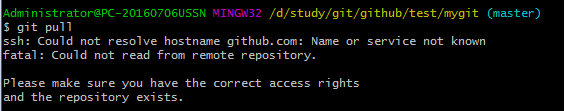 Administrator@PC-20160706USSN MINGW32 /d/study/git/github/test/mygit (master)
$ git pull
ssh: Could not resolve hostname github.com: Name or service not known
fatal: Could not read from remote repository.
Please make sure you have the correct access rights
and the repository exists.